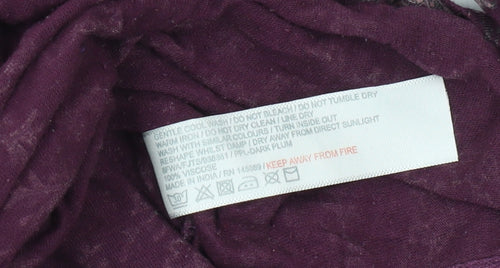 GENTLE COOL WASH / DO NOT BLEACH / DO NOT TUMBLE DRY
WARM IRON / DO NOT DRY CLEAN / LINE DRY
WASH WITH SIMILAR COLOURS / TURN INSIDE OUT
RESHAPE WHILST DAMP / DRY AWAY FROM DIRECT SUNLIGHT
PPL-DARK PLUM
100% VISCOSE
MADE IN INDIA / RN 145989 / KEEP AWAY FROM FIRE